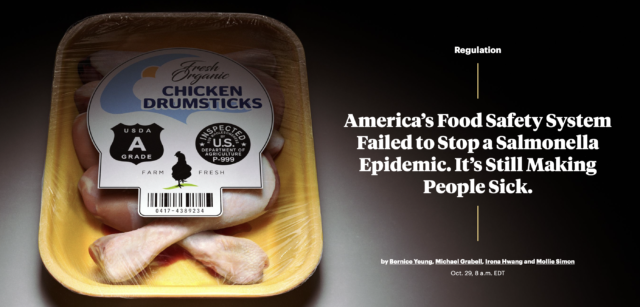 Fresh
Organic
CHICKEN
DRUMSTICKS
USDA
A
GRADE
INSPECTED
U.S.
DEPARTMENT OF
AGRICULTURE
P-999
FARM FRESH
0417-4389234
Regulation
America's Food Safety System
Failed to Stop a Salmonella
Epidemic. It's Still Making
People Sick.
by Bernice Yeung, Michael Grabell, Irena Hwang and Mollie Simon
Oct. 29, 8 a.m. EDT